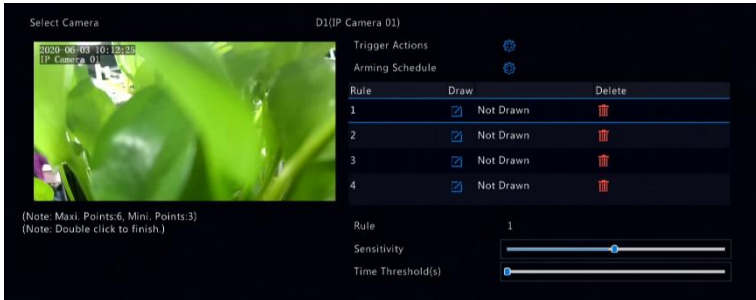 Select Camera D1(IP Camera 01)
2020-06-03 10:12:25
IP Camera 01
Trigger Actions
Arming Schedule
Rule Draw Delete
1 Not Drawn
2 Not Drawn
3 Not Drawn
4 Not Drawn
(Note: Maxi. Points:6, Mini. Points:3)
(Note: Double click to finish.)
Rule 1
Sensitivity
Time Threshold(s)